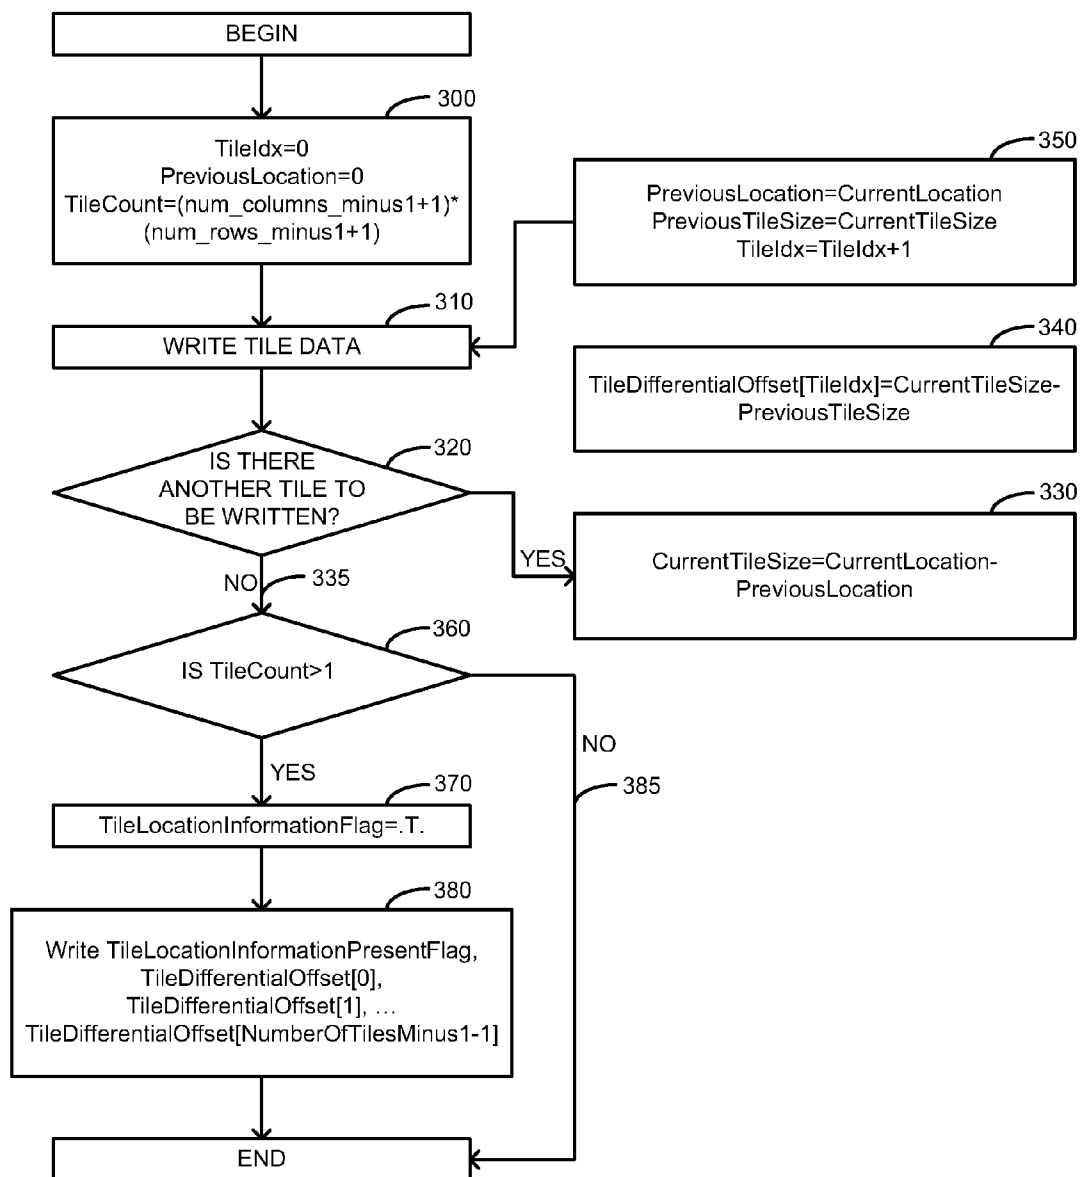 BEGIN
300
TileIdx=0
PreviousLocation=0
TileCount=(num_columns_minus1+1)*
(num_rows_minus1+1)
350
PreviousLocation=CurrentLocation
PreviousTileSize=CurrentTileSize
TileIdx=TileIdx+1
310
WRITE TILE DATA
340
TileDifferentialOffset[TileIdx]=CurrentTileSize-
PreviousTileSize
320
IS THERE
ANOTHER TILE TO
BE WRITTEN?
YES
330
CurrentTileSize=CurrentLocation-
PreviousLocation
NO
335
360
IS TileCount>1
NO
385
YES
370
TileLocationInformationFlag=.T.
380
Write TileLocationInformationPresentFlag,
TileDifferentialOffset[0],
TileDifferentialOffset[1], ...
TileDifferentialOffset[NumberOfTilesMinus1-1]
END